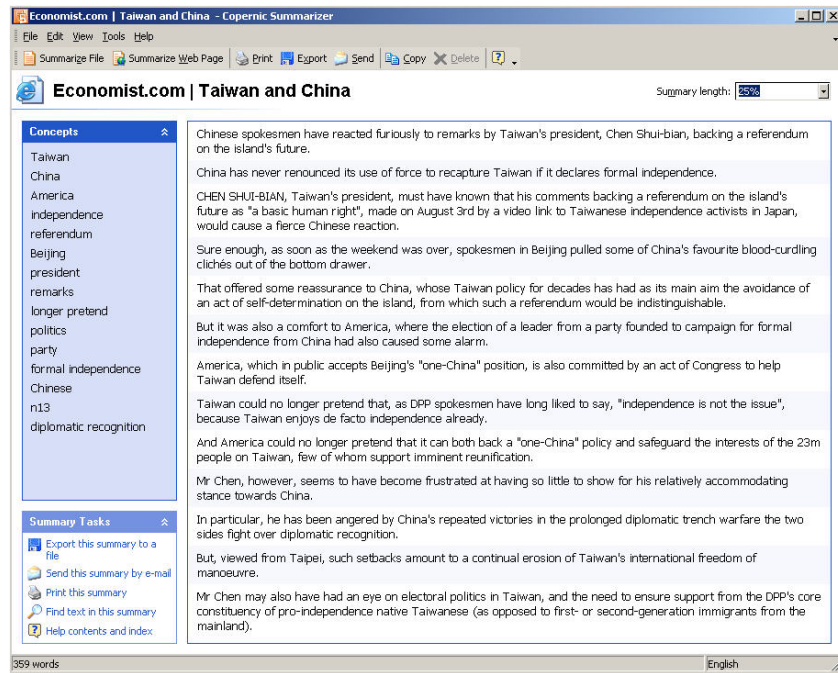 Economist.com | Taiwan and China - Copernic Summarizer
File Edit View Tools Help
Summarize File Summarize Web Page Print Export Send Copy Delete
Economist.com | Taiwan and China
Summary length: 25%
Concepts
Taiwan
China
America
independence
referendum
Beijing
president
remarks
longer pretend
politics
party
formal independence
Chinese
n13
diplomatic recognition
Summary Tasks
Export this summary to a
file
Send this summary by e-mail
Print this summary
Find text in this summary
Help contents and index
Chinese spokesmen have reacted furiously to remarks by Taiwan's president, Chen Shui-bian, backing a referendum
on the island's future.
China has never renounced its use of force to recapture Taiwan if it declares formal independence.
CHEN SHUI-BIAN, Taiwan's president, must have known that his comments backing a referendum on the island's
future as "a basic human right", made on August 3rd by a video link to Taiwanese independence activists in Japan,
would cause a fierce Chinese reaction.
Sure enough, as soon as the weekend was over, spokesmen in Beijing pulled some of China's favourite blood-curdling
clichés out of the bottom drawer.
That offered some reassurance to China, whose Taiwan policy for decades has had as its main aim the avoidance of
an act of self-determination on the island, from which such a referendum would be indistinguishable.
But it was also a comfort to America, where the election of a leader from a party founded to campaign for formal
independence from China had also caused some alarm.
America, which in public accepts Beijing's "one-China" position, is also committed by an act of Congress to help
Taiwan defend itself.
Taiwan could no longer pretend that, as DPP spokesmen have long liked to say, "independence is not the issue",
because Taiwan enjoys de facto independence already.
And America could no longer pretend that it can both back a "one-China" policy and safeguard the interests of the 23m
people on Taiwan, few of whom support imminent reunification.
Mr Chen, however, seems to have become frustrated at having so little to show for his relatively accommodating
stance towards China.
In particular, he has been angered by China's repeated victories in the prolonged diplomatic trench warfare the two
sides fight over diplomatic recognition.
But, viewed from Taipei, such setbacks amount to a continual erosion of Taiwan's international freedom of
manoeuvre.
Mr Chen may also have had an eye on electoral politics in Taiwan, and the need to ensure support from the DPP's core
constituency of pro-independence native Taiwanese (as opposed to first- or second-generation immigrants from the
mainland).
359 words
English